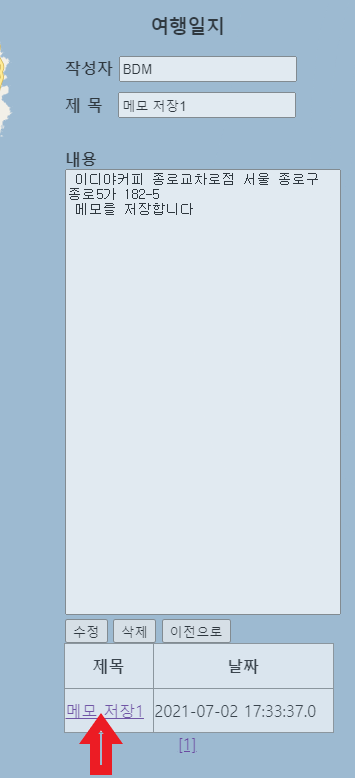 여행일지
작성자 BDM
제 목 메모 저장1
내용
이디야커피 종로교차로점 서울 종로구
종로5가 182-5
메모를 저장합니다
수정 삭제 이전으로
제목 날짜
메모 저장1 2021-07-02 17:33:37.0
[1]